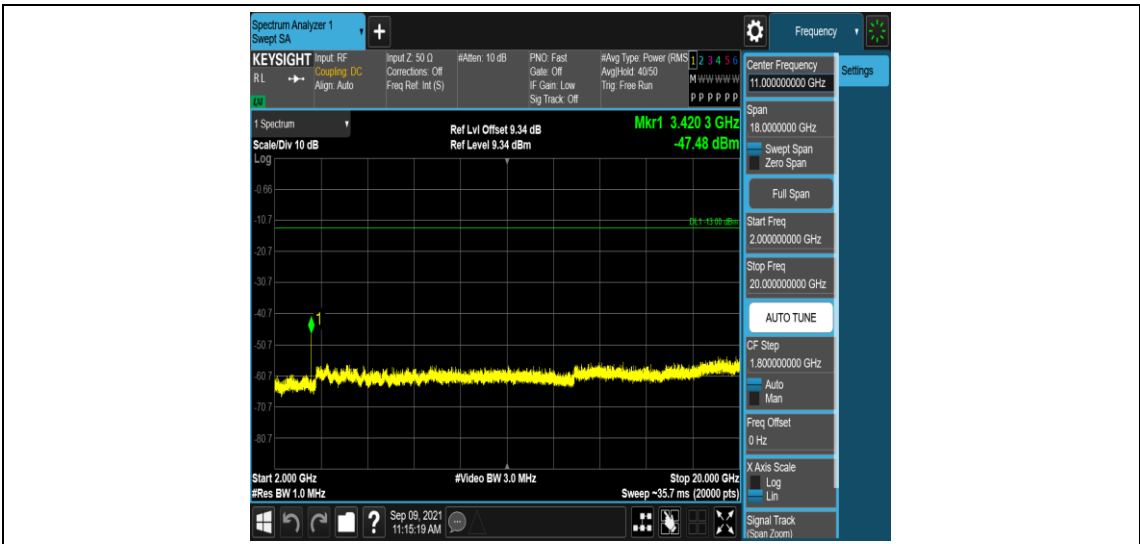 Spectrum Analyzer 1
Swept SA
+
Frequency
KEYSIGHT
RL
LXI
Input: RF
Coupling: DC
Align: Auto
Input Z: 50 Ω
Corrections: Off
Freq Ref: Int (S)
#Atten: 10 dB
PNO: Fast
Gate: Off
IF Gain: Low
Sig Track: Off
#Avg Type: Power (RMS
Avg|Hold: 40/50
Trig: Free Run
1 2 3 4 5 6
M W W W W W
P P P P P P
1 Spectrum
Scale/Div 10 dB
Log
Ref Lvl Offset 9.34 dB
Ref Level 9.34 dBm
Mkr1 3.420 3 GHz
-47.48 dBm
-0.66
-10.7
DL1 -13.00 dBm
-20.7
-30.7
-40.7
1
-50.7
-60.7
-70.7
-80.7
Start 2.000 GHz
#Video BW 3.0 MHz
Stop 20.000 GHz
#Res BW 1.0 MHz
Sweep ~35.7 ms (20000 pts)
?
Sep 09, 2021
11:15:19 AM
Center Frequency
11.000000000 GHz
Settings
Span
18.0000000 GHz
Swept Span
Zero Span
Full Span
Start Freq
2.000000000 GHz
Stop Freq
20.000000000 GHz
AUTO TUNE
CF Step
1.800000000 GHz
Auto
Man
Freq Offset
0 Hz
X Axis Scale
Log
Lin
Signal Track
(Span Zoom)